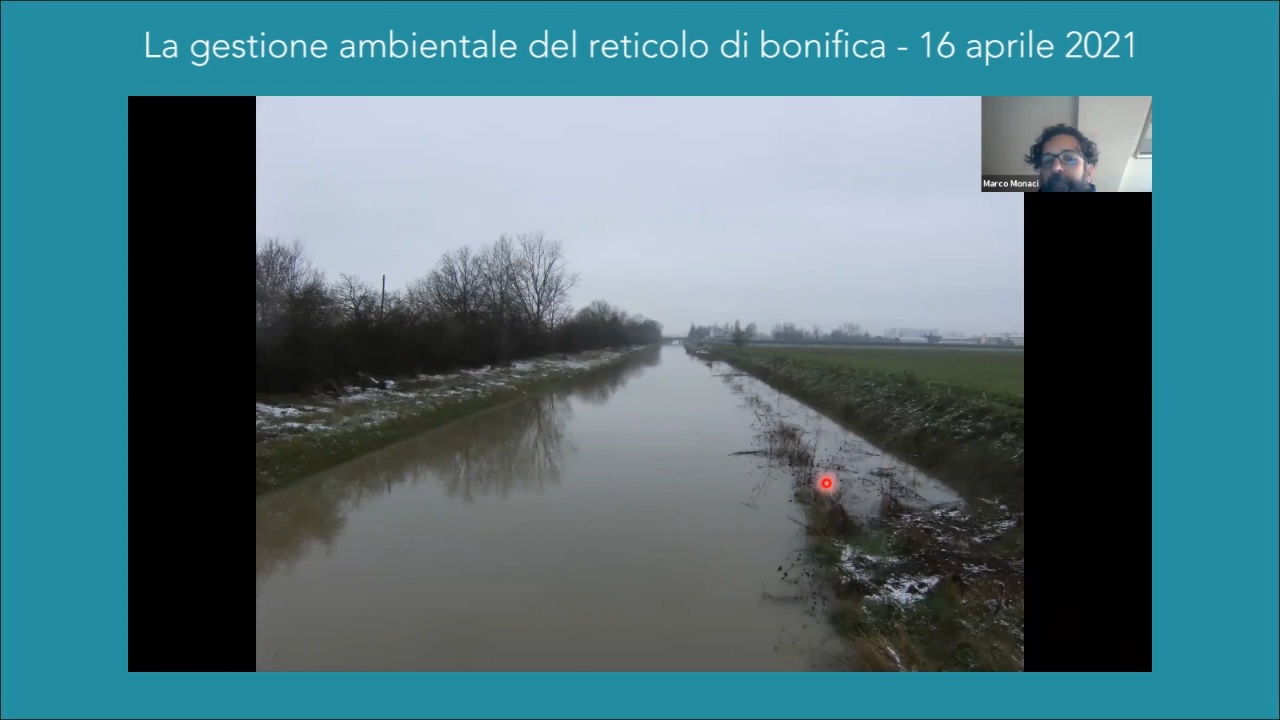 La gestione ambientale del reticolo di bonifica - 16 aprile 2021
Marco Monaci